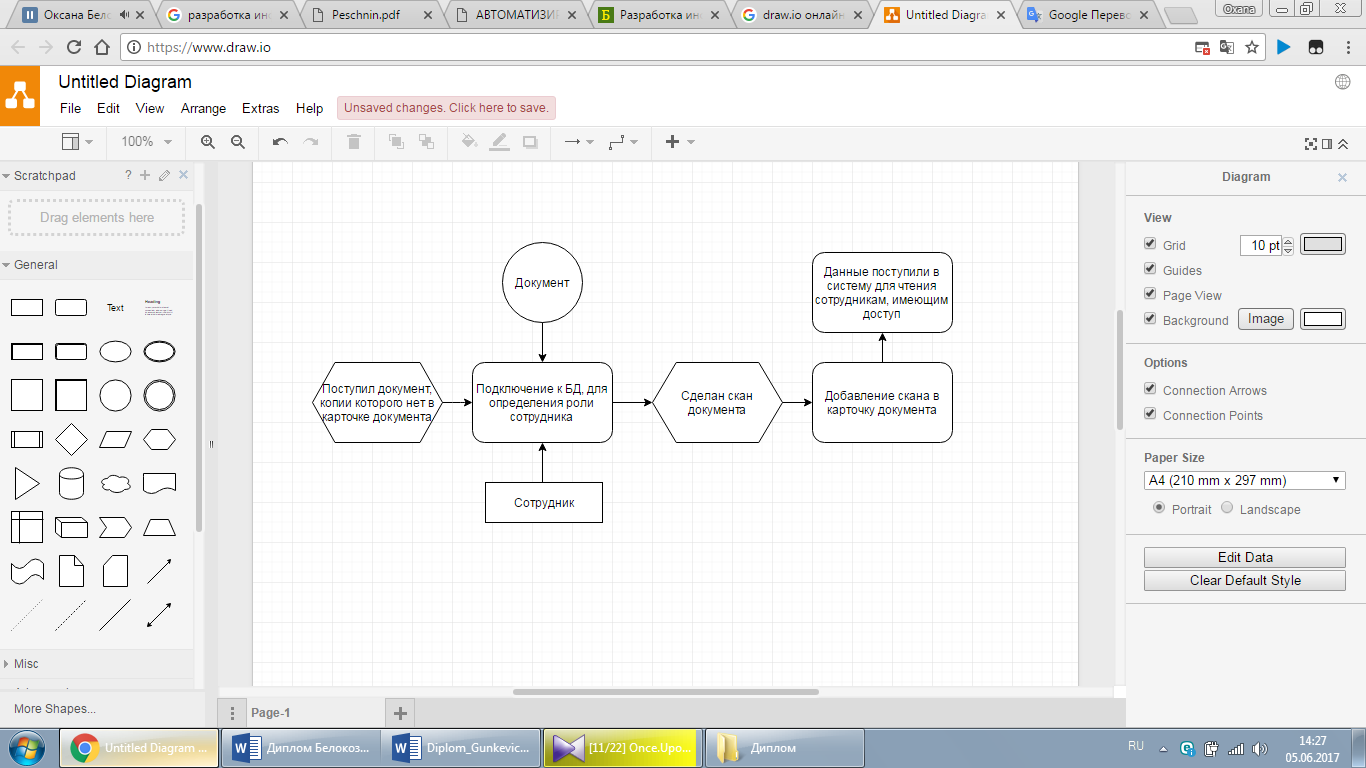 Оксана Бело
разработка инф
Peschnin.pdf
АВТОМАТИЗИ
Разработка инф
draw.io онлайн
Untitled Diagra
Google Перев
Oxana
https://www.draw.io
Untitled Diagram
File Edit View Arrange Extras Help Unsaved changes. Click here to save.
100%
Scratchpad ?
Drag elements here
General
Text
Heading
Misc
More Shapes...
Документ
Данные поступили в
систему для чтения
сотрудникам, имеющим
доступ
Поступил документ,
копии которого нет в
карточке документа
Подключение к БД, для
определения роли
сотрудника
Сделан скан
документа
Добавление скана в
карточку документа
Сотрудник
Diagram
View
Grid 10 pt
Guides
Page View
Background Image
Options
Connection Arrows
Connection Points
Paper Size
A4 (210 mm x 297 mm)
Portrait Landscape
Edit Data
Clear Default Style
Page-1
Untitled Diagram ...
Диплом Белокоз...
Diplom_Gunkevic...
[11/22] Once.Upo...
Диплом
RU
14:27
05.06.2017